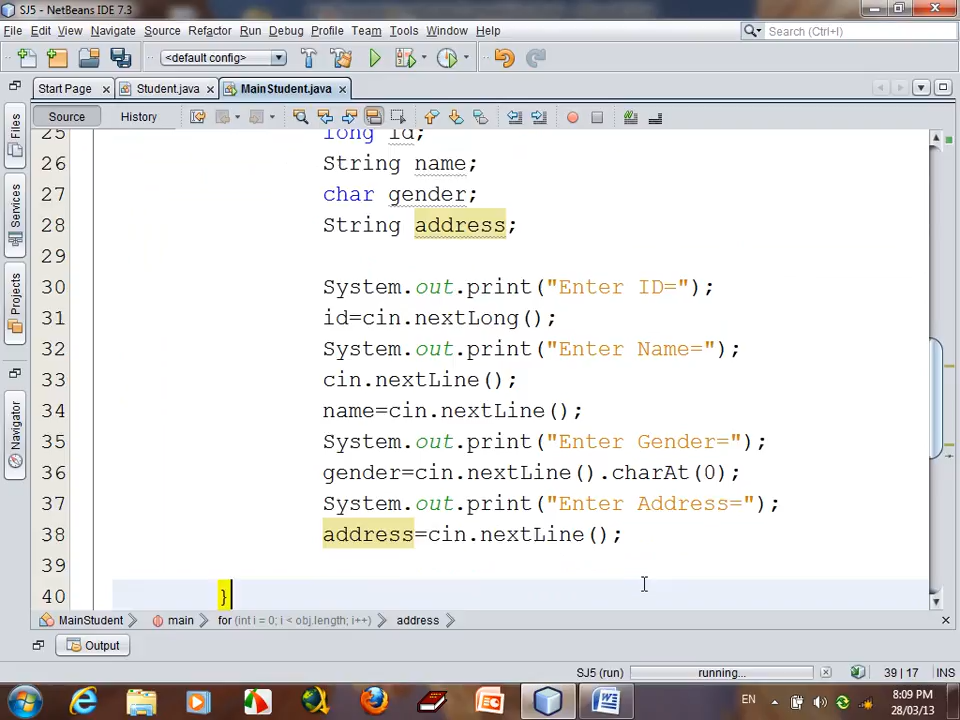 SJ5 - NetBeans IDE 7.3
File Edit View Navigate Source Refactor Run Debug Profile Team Tools Window Help
Search (Ctrl+I)
<default config>
Start Page Student.java MainStudent.java
Source History
Files
Services
Projects
Navigator
25 long id;
26 String name;
27 char gender;
28 String address;
29
30 System.out.print("Enter ID=");
31 id=cin.nextLong();
32 System.out.print("Enter Name=");
33 cin.nextLine();
34 name=cin.nextLine();
35 System.out.print("Enter Gender=");
36 gender=cin.nextLine().charAt(0);
37 System.out.print("Enter Address=");
38 address=cin.nextLine();
39
40 }
MainStudent main for (int i = 0; i < obj.length; i++) address
Output
SJ5 (run) running... 39 | 17 INS
EN 8:09 PM
28/03/13